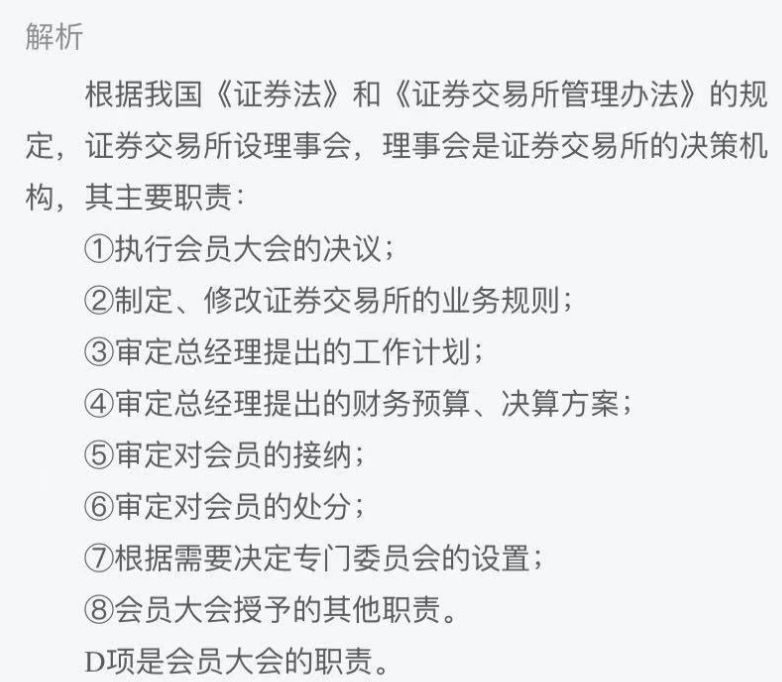 解析
根据我国《证券法》和《证券交易所管理办法》的规
定，证券交易所设理事会，理事会是证券交易所的决策机
构，其主要职责：
①执行会员大会的决议；
②制定、修改证券交易所的业务规则；
③审定总经理提出的工作计划；
④审定总经理提出的财务预算、决算方案；
⑤审定对会员的接纳；
⑥审定对会员的处分；
⑦根据需要决定专门委员会的设置；
⑧会员大会授予的其他职责。
D项是会员大会的职责。